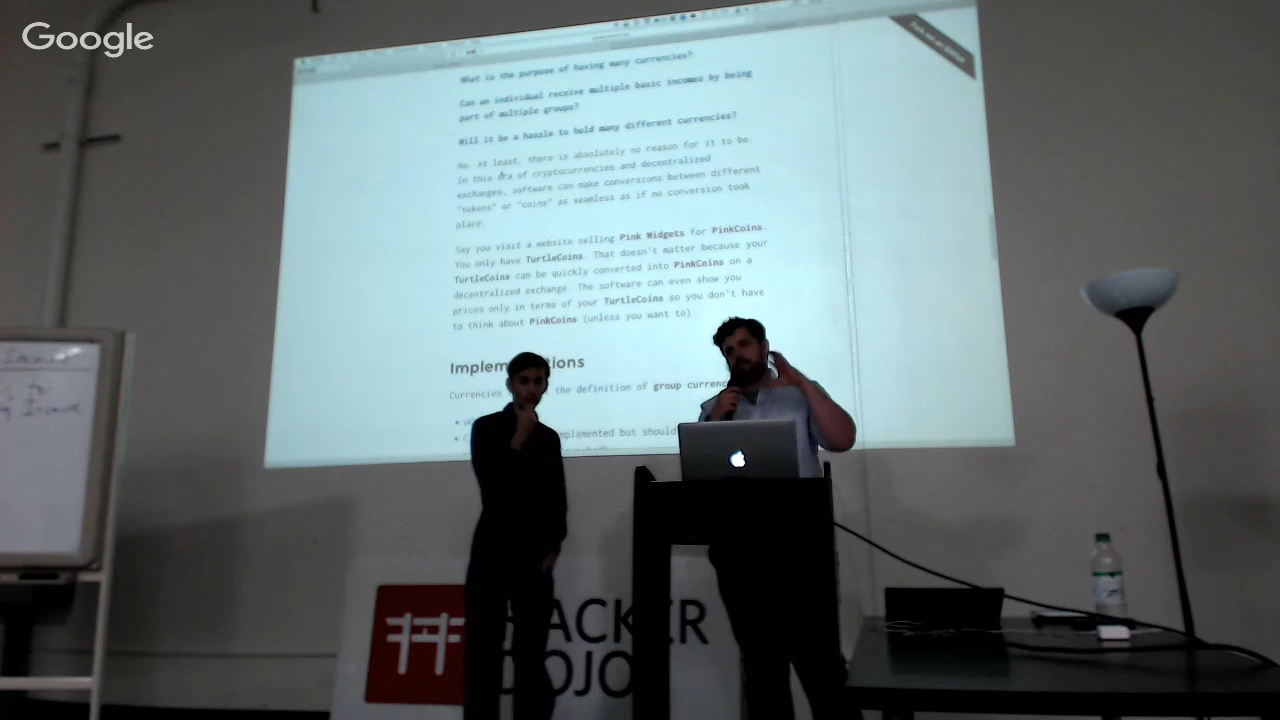 Google
What is the purpose of having many currencies?
Can an individual receive multiple basic incomes by being
part of multiple groups?
Will it be a hassle to hold many different currencies?
No. At least, there is absolutely no reason for it to be
In this era of cryptocurrencies and decentralized
exchanges, software can make conversions between different
"tokens" or "coins" as seamless as if no conversion took
place.
Say you visit a website selling Pink Widgets for PinkCoins
You only have TurtleCoins. That doesn't matter because your
TurtleCoins can be quickly converted into PinkCoins on a
decentralized exchange. The software can even show you
prices only in terms of your TurtleCoins so you don't have
to think about PinkCoins (unless you want to)
Implementations
Currencies the definition of group currenc
mplemented but should
Income
HACKER
DOJO